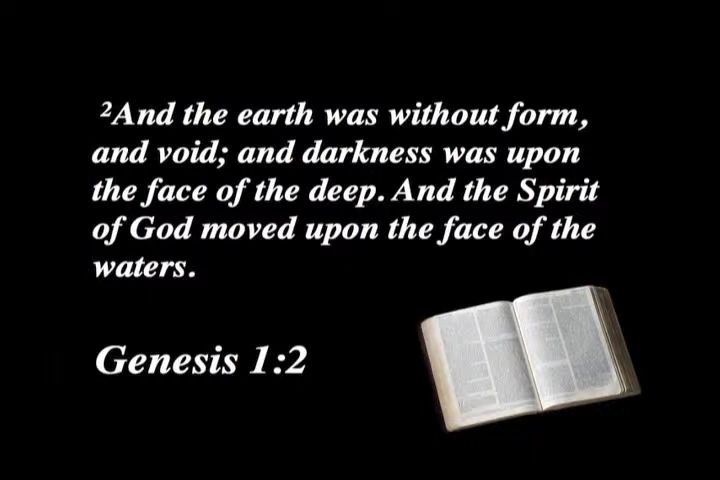 ²And the earth was without form,
and void; and darkness was upon
the face of the deep. And the Spirit
of God moved upon the face of the
waters.
Genesis 1:2